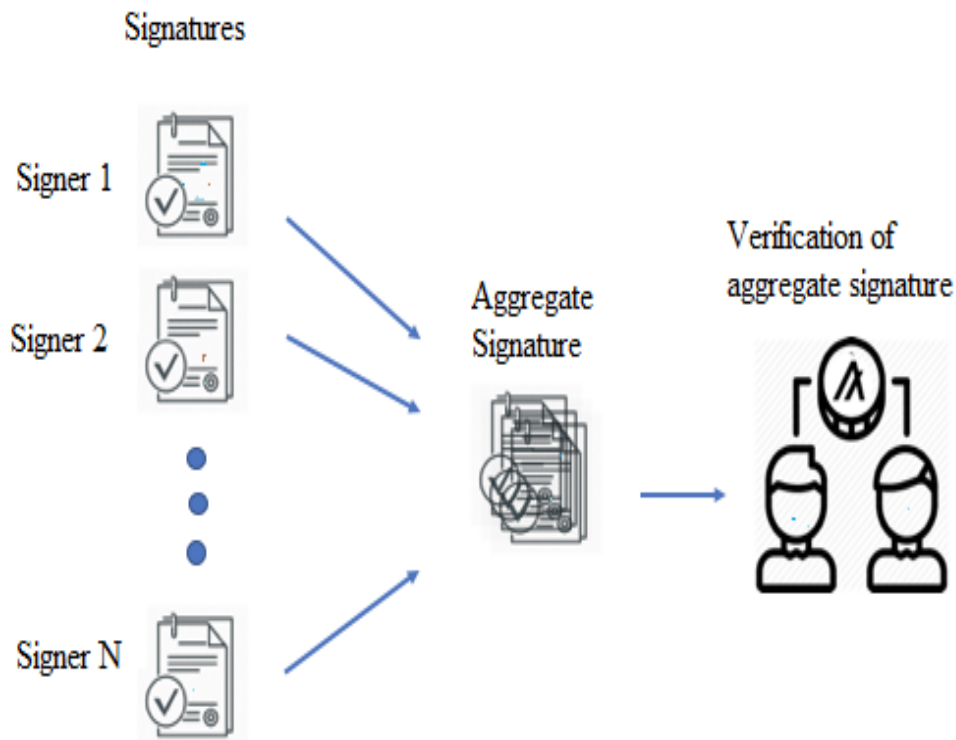 Signatures
Signer 1
Signer 2
Signer N
Aggregate
Signature
Verification of
aggregate signature